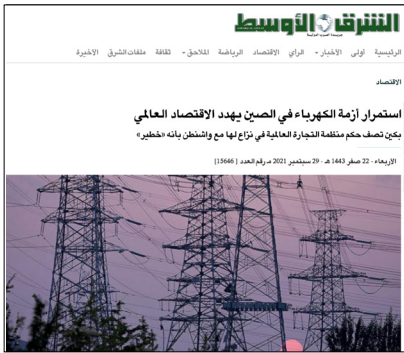 الشرق الأوسط
جريدة العرب الدولية
الرئيسية أولى الأخبار الرأي الاقتصاد الرياضة الملاحق ثقافة ملفات الشرق الأخيرة
الاقتصاد
استمرار أزمة الكهرباء في الصين يهدد الاقتصاد العالمي
بكين تصف حكم منظمة التجارة العالمية في نزاع لها مع واشنطن بأنه «خطير»
الأربعاء - 22 صفر 1443 هـ - 29 سبتمبر 2021 مـ رقم العدد [15646]